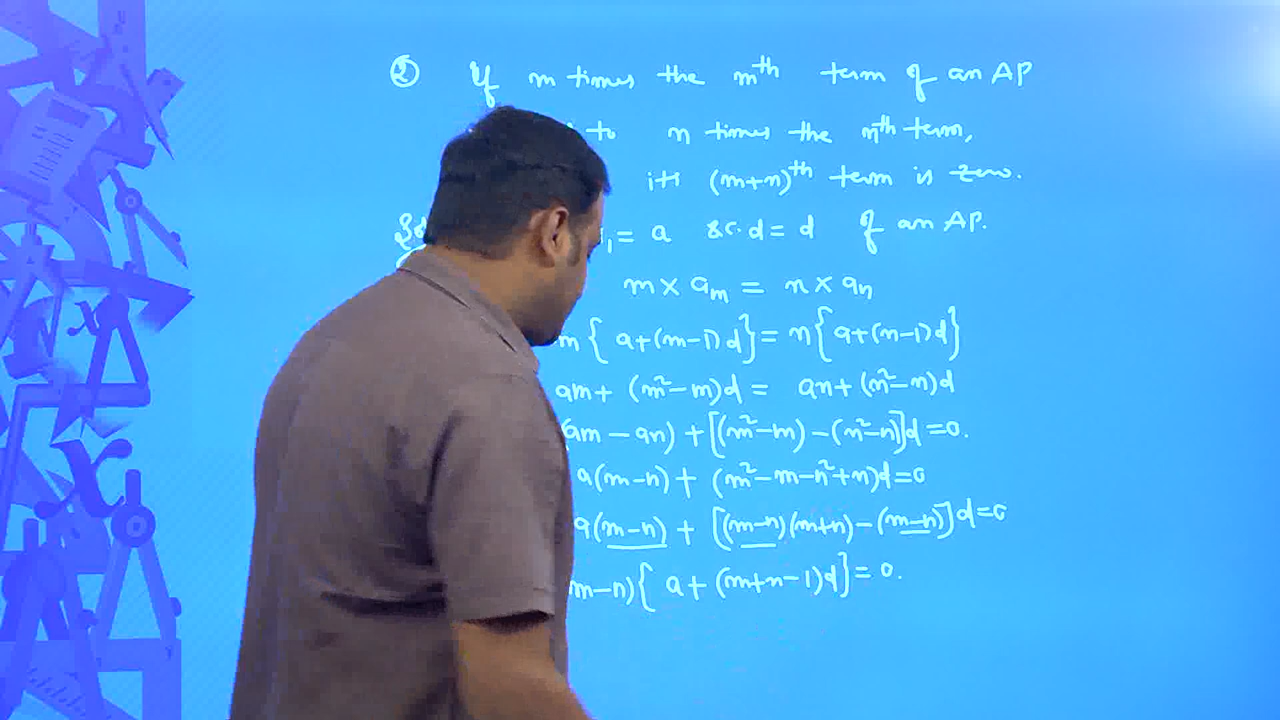 ② If m times the mth term of an AP
to n times the nth term,
its (m+n)th term is zero.
= a & c.d = d of an AP.
m × am = n × an
m { a+(m-1)d} = n{a+(n-1)d}
am + (m²-m)d = an + (n²-n)d
(am - an) + [(m²-m) - (n²-n)]d = 0.
a(m-n) + (m²-m-n²+n)d = 0
a(m-n) + [(m-n)(m+n) - (m-n)]d = 0
m-n){ a + (m+n-1)d} = 0.